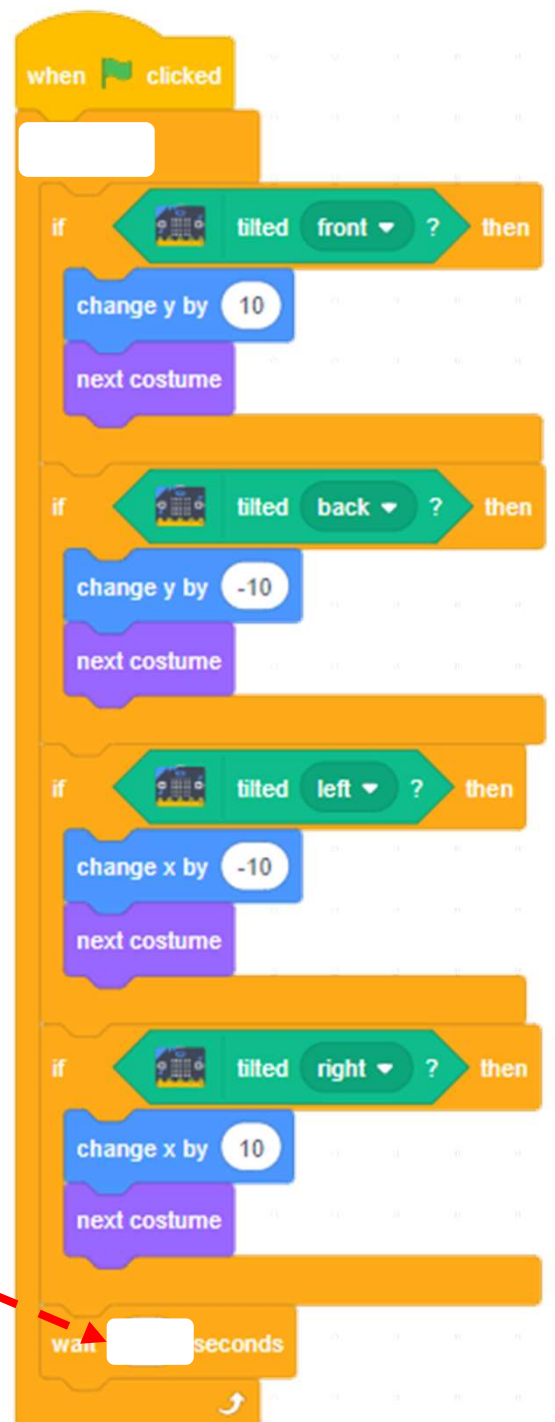 when clicked
if tilted front ? then
change y by 10
next costume
if tilted back ? then
change y by -10
next costume
if tilted left ? then
change x by -10
next costume
if tilted right ? then
change x by 10
next costume
wait seconds